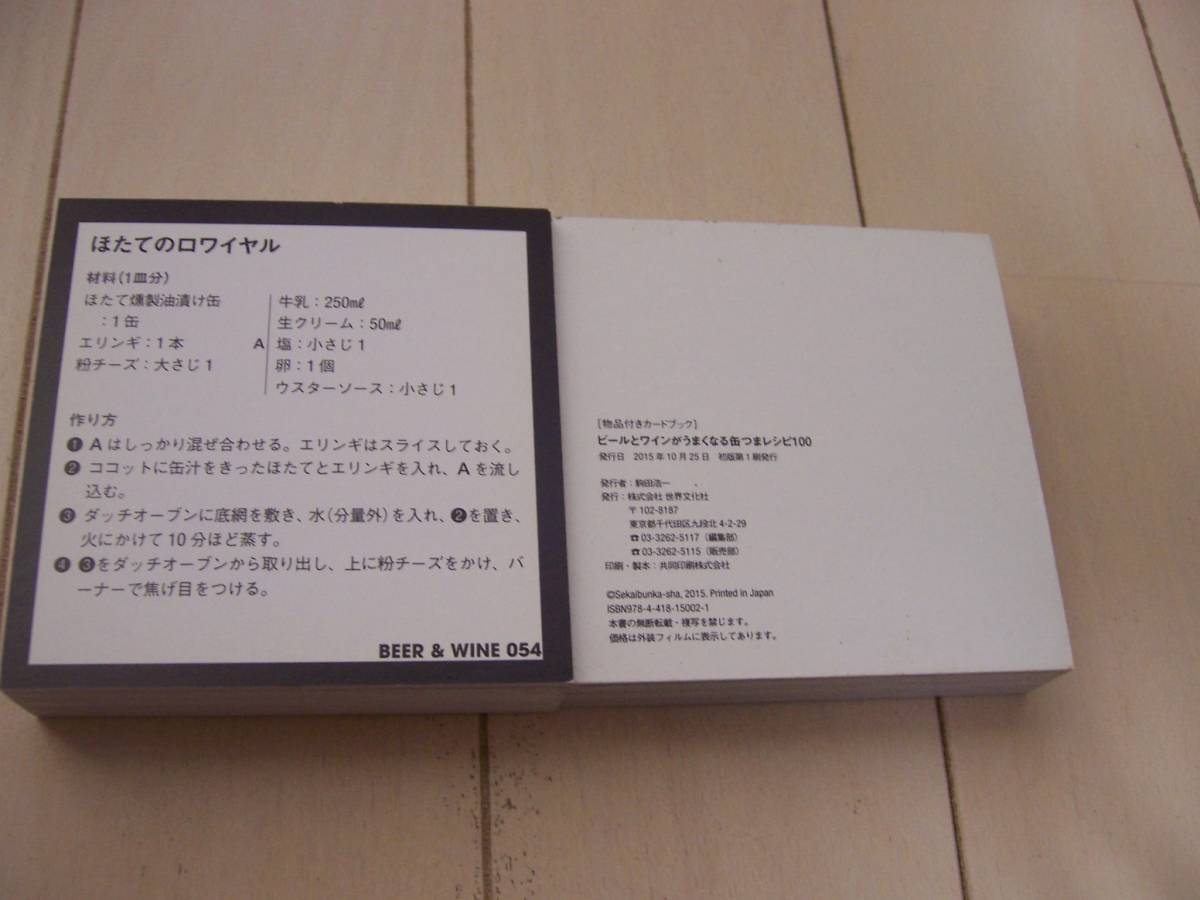 ほたてのロワイヤル
材料(1皿分)
ほたて燻製油漬け缶
:1缶
エリンギ:1本
粉チーズ:大さじ1
A
牛乳:250㎖
生クリーム:50㎖
塩:小さじ1
卵:1個
ウスターソース:小さじ1
作り方
❶ Aはしっかり混ぜ合わせる。エリンギはスライスしておく。
❷ ココットに缶汁をきったほたてとエリンギを入れ、Aを流し
込む。
❸ ダッチオーブンに底網を敷き、水(分量外)を入れ、❷を置き、
火にかけて10分ほど蒸す。
❹ ❸をダッチオーブンから取り出し、上に粉チーズをかけ、バ
ーナーで焦げ目をつける。
BEER & WINE 054
[物品付きカードブック]
ビールとワインがうまくなる缶つまレシピ100
発行日 2015年10月25日 初版第1刷発行
発行者:駒田浩一
発行:株式会社 世界文化社
〒102-8187
東京都千代田区九段北4-2-29
☎03-3262-5117(編集部)
☎03-3262-5115(販売部)
印刷・製本:共同印刷株式会社
©Sekaibunka-sha, 2015. Printed in Japan
ISBN978-4-418-15002-1
本書の無断転載・複写を禁じます。
価格は外装フィルムに表示してあります。